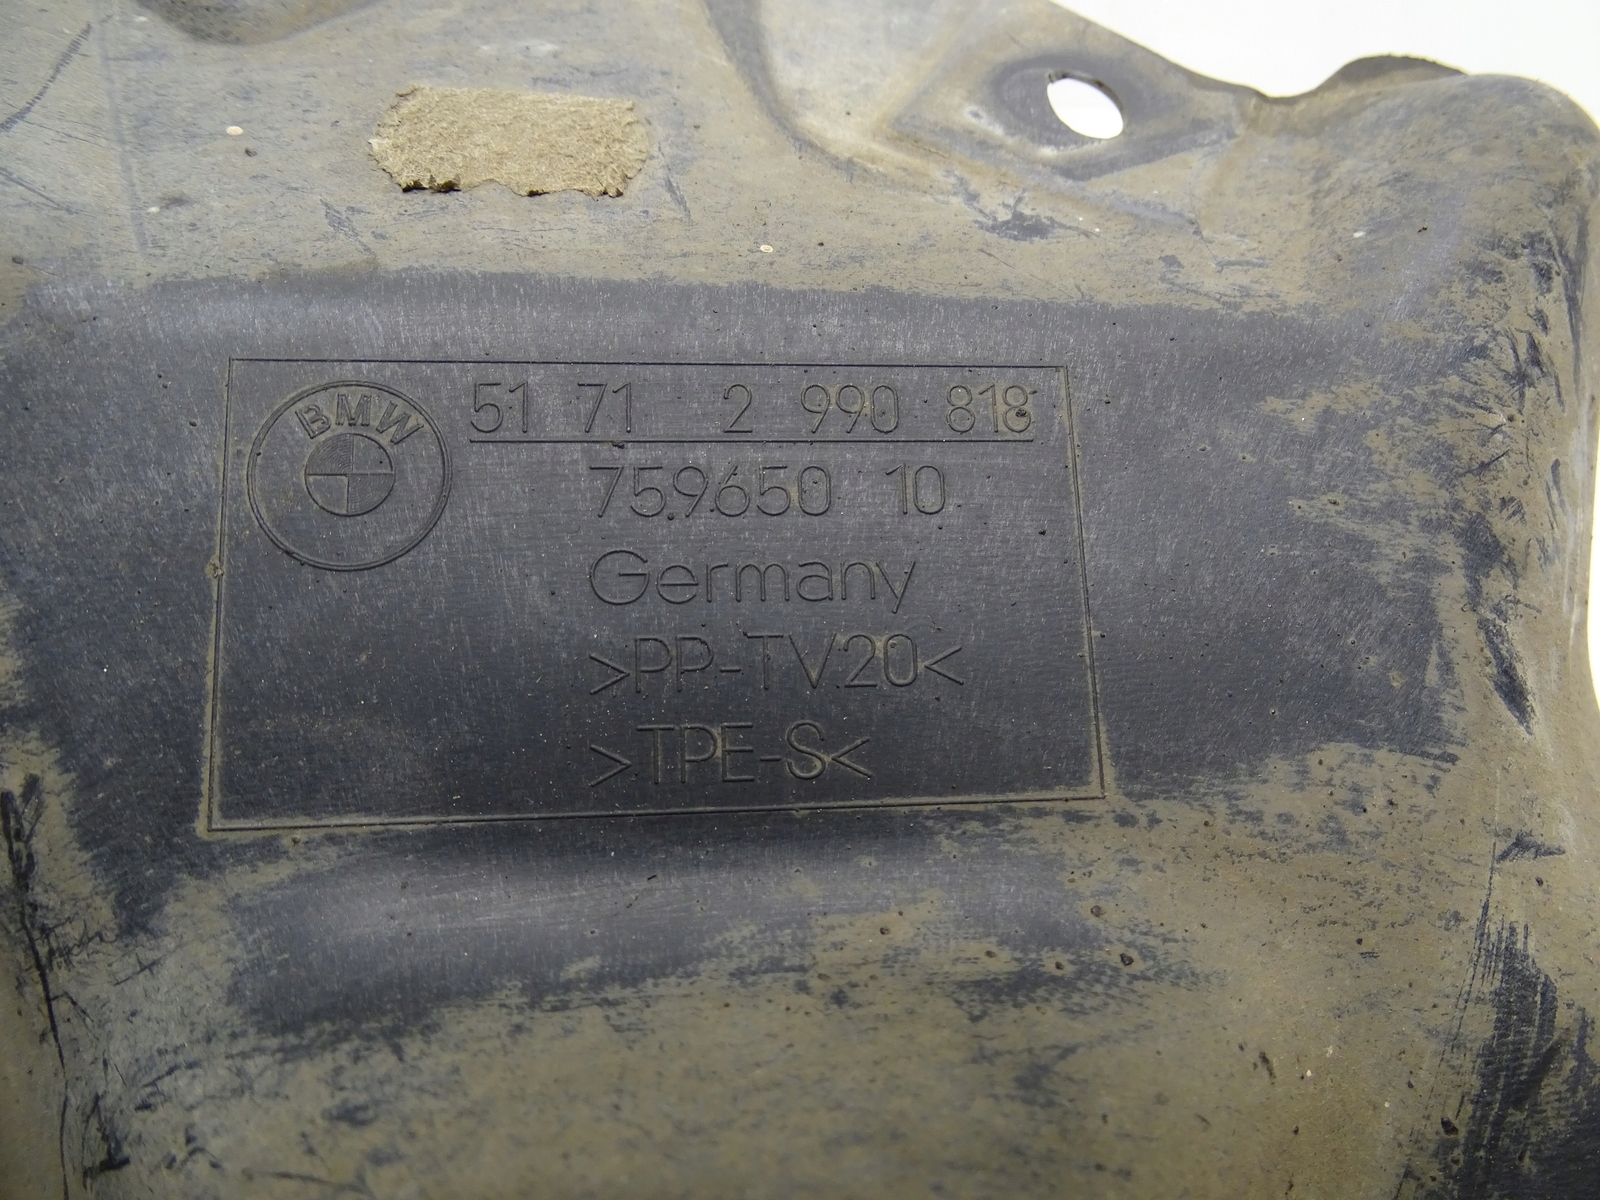 BMW
51 71 2 990 818
759650 10
Germany
>PP-TV20<
>TPE-S<